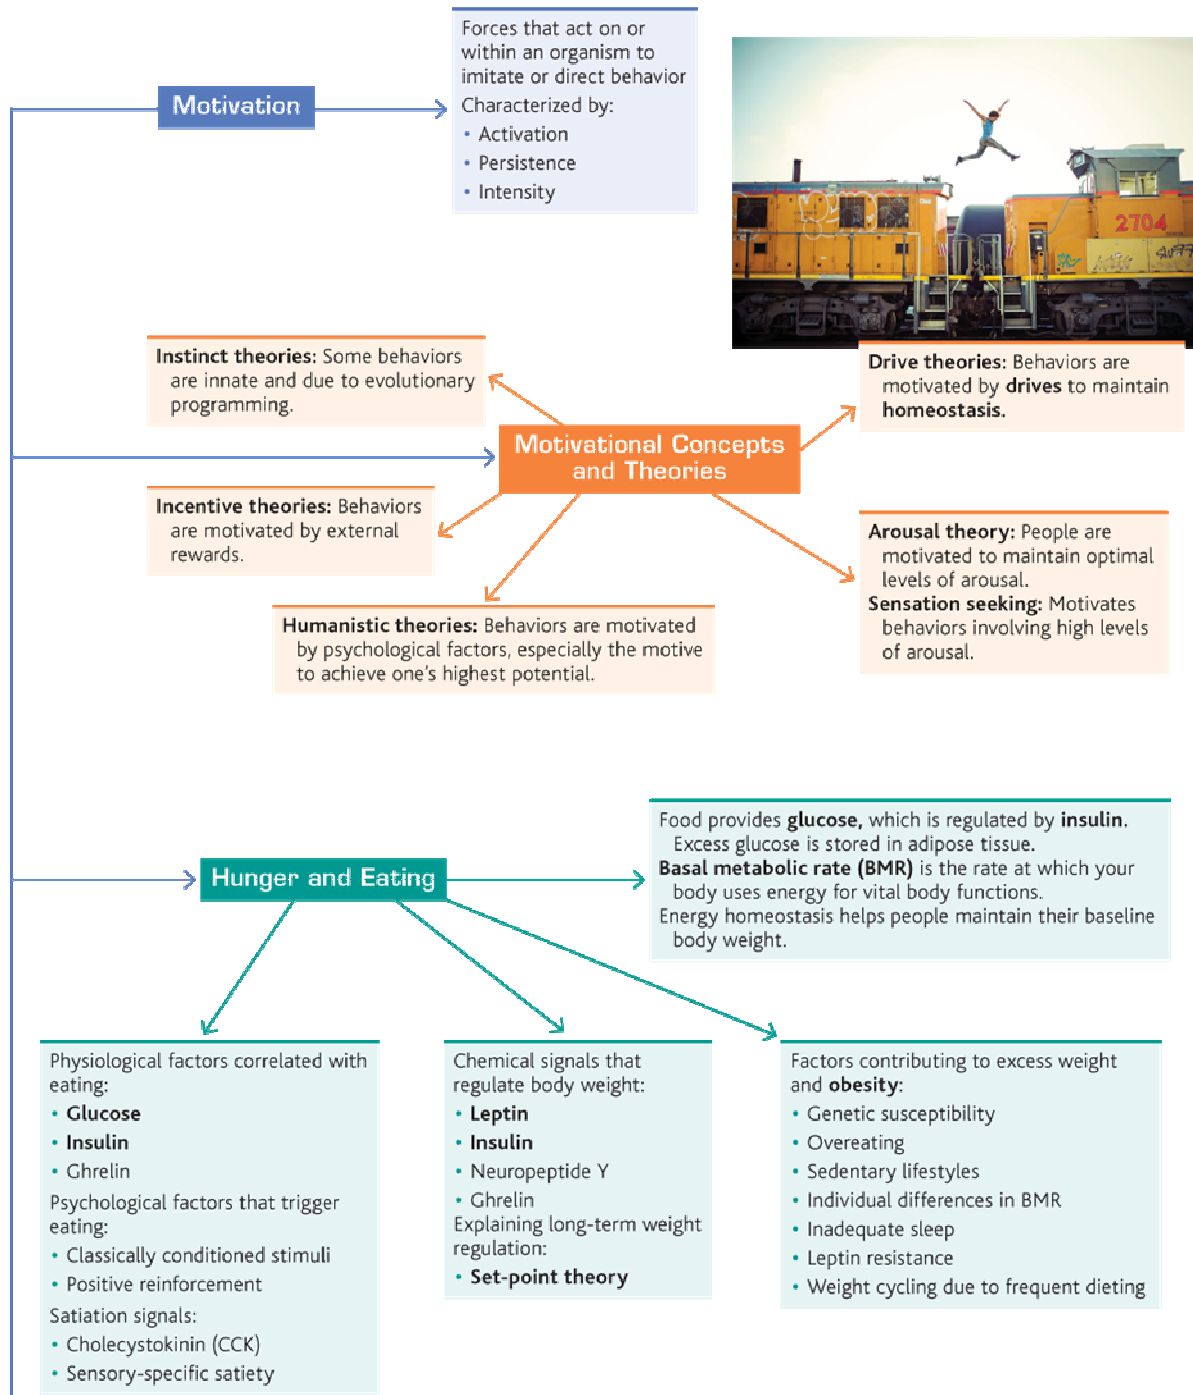 Motivation
Forces that act on or
within an organism to
imitate or direct behavior
Characterized by:
• Activation
• Persistence
• Intensity
2704
Instinct theories: Some behaviors
are innate and due to evolutionary
programming.
Drive theories: Behaviors are
motivated by drives to maintain
homeostasis.
Motivational Concepts
and Theories
Incentive theories: Behaviors
are motivated by external
rewards.
Arousal theory: People are
motivated to maintain optimal
levels of arousal.
Sensation seeking: Motivates
behaviors involving high levels
of arousal.
Humanistic theories: Behaviors are motivated
by psychological factors, especially the motive
to achieve one's highest potential.
Food provides glucose, which is regulated by insulin.
Excess glucose is stored in adipose tissue.
Basal metabolic rate (BMR) is the rate at which your
body uses energy for vital body functions.
Energy homeostasis helps people maintain their baseline
body weight.
Hunger and Eating
Physiological factors correlated with
eating:
• Glucose
• Insulin
• Ghrelin
Psychological factors that trigger
eating:
• Classically conditioned stimuli
• Positive reinforcement
Satiation signals:
• Cholecystokinin (CCK)
• Sensory-specific satiety
Chemical signals that
regulate body weight:
• Leptin
• Insulin
• Neuropeptide Y
• Ghrelin
Explaining long-term weight
regulation:
• Set-point theory
Factors contributing to excess weight
and obesity:
• Genetic susceptibility
• Overeating
• Sedentary lifestyles
• Individual differences in BMR
• Inadequate sleep
• Leptin resistance
• Weight cycling due to frequent dieting